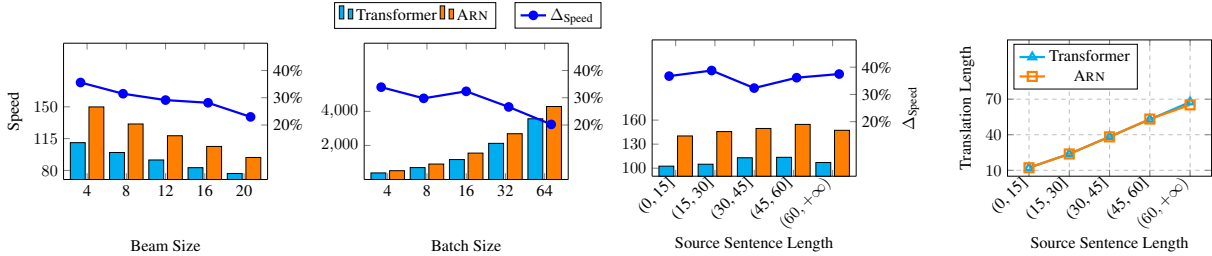 Transformer ARN Δ_Speed
Speed
150
115
80
40%
30%
20%
4 8 12 16 20
Beam Size
4,000
2,000
40%
30%
20%
4 8 16 32 64
Batch Size
160
130
100
40%
20%
Δ_Speed
(0, 15] (15, 30] (30, 45] (45, 60] (60, +∞)
Source Sentence Length
Transformer
ARN
Translation Length
70
40
10
(0, 15] (15, 30] (30, 45] (45, 60] (60, +∞)
Source Sentence Length